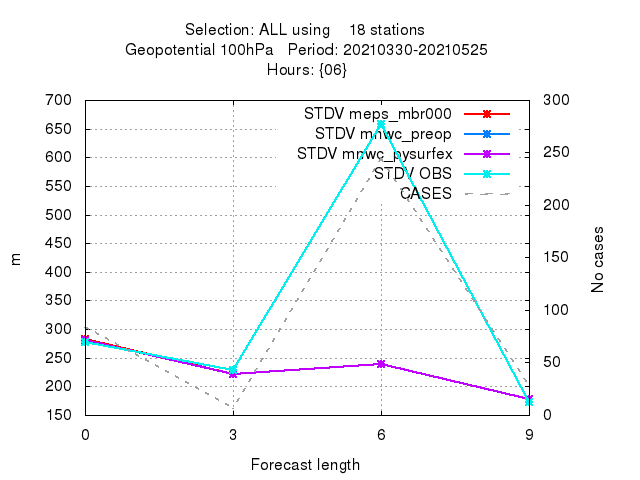 Selection: ALL using 18 stations
Geopotential 100hPa Period: 20210330-20210525
Hours: {06}
STDV meps_mbr000
STDV mnwc_preop
STDV mnwc_pysurfex
STDV OBS
CASES
700
650
600
550
500
450
400
350
300
250
200
150
300
250
200
150
100
50
0
m
No cases
0 3 6 9
Forecast length